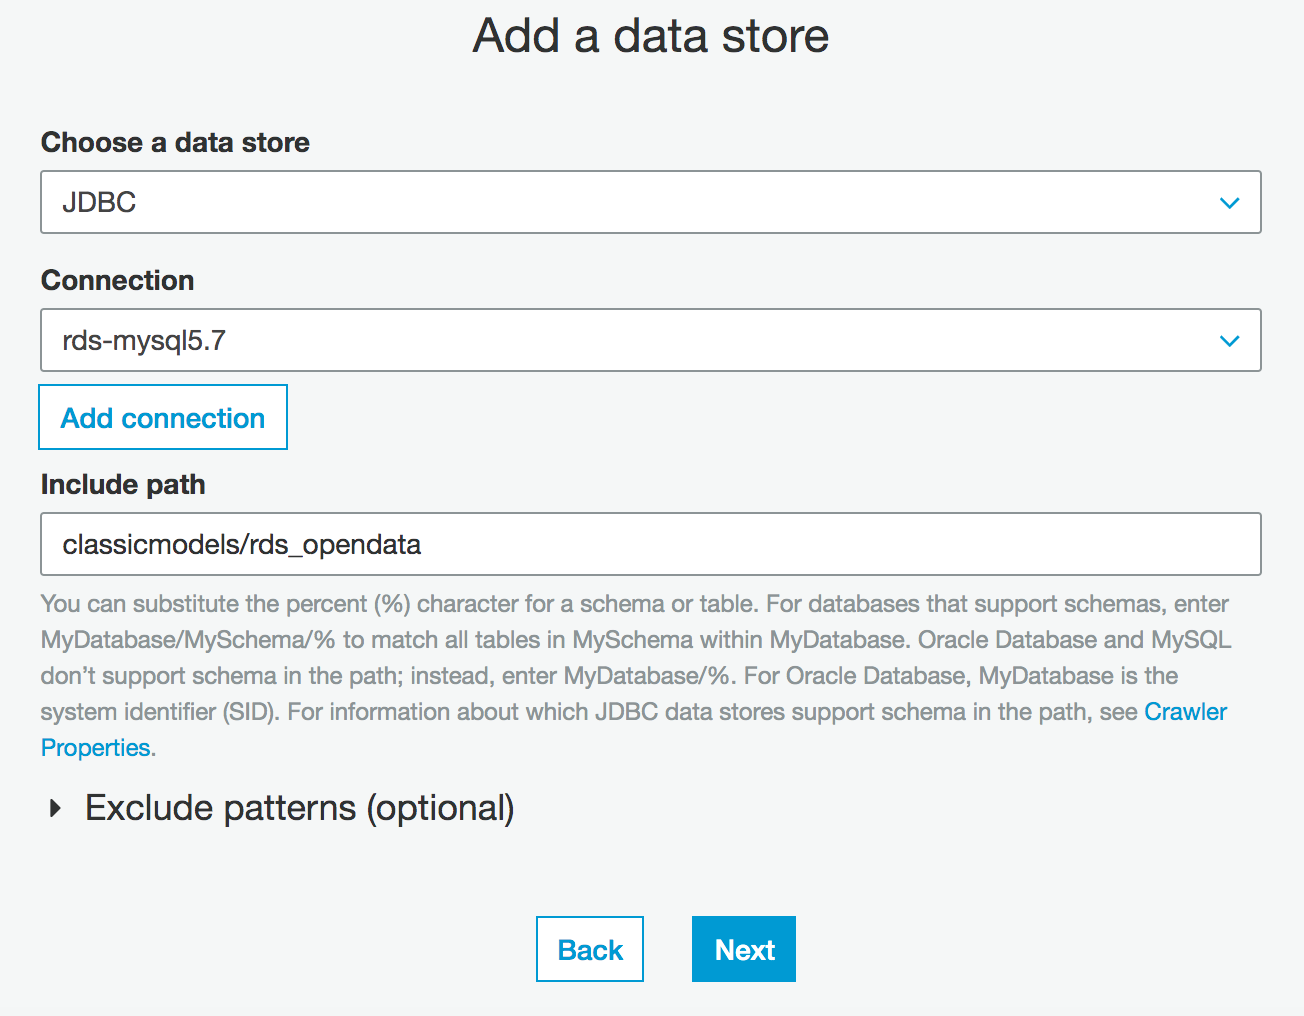 Add a data store
Choose a data store
JDBC
Connection
rds-mysql5.7
Add connection
Include path
classicmodels/rds_opendata
You can substitute the percent (%) character for a schema or table. For databases that support schemas, enter
MyDatabase/MySchema/% to match all tables in MySchema within MyDatabase. Oracle Database and MySQL
don’t support schema in the path; instead, enter MyDatabase/%. For Oracle Database, MyDatabase is the
system identifier (SID). For information about which JDBC data stores support schema in the path, see Crawler
Properties.
Exclude patterns (optional)
Back Next